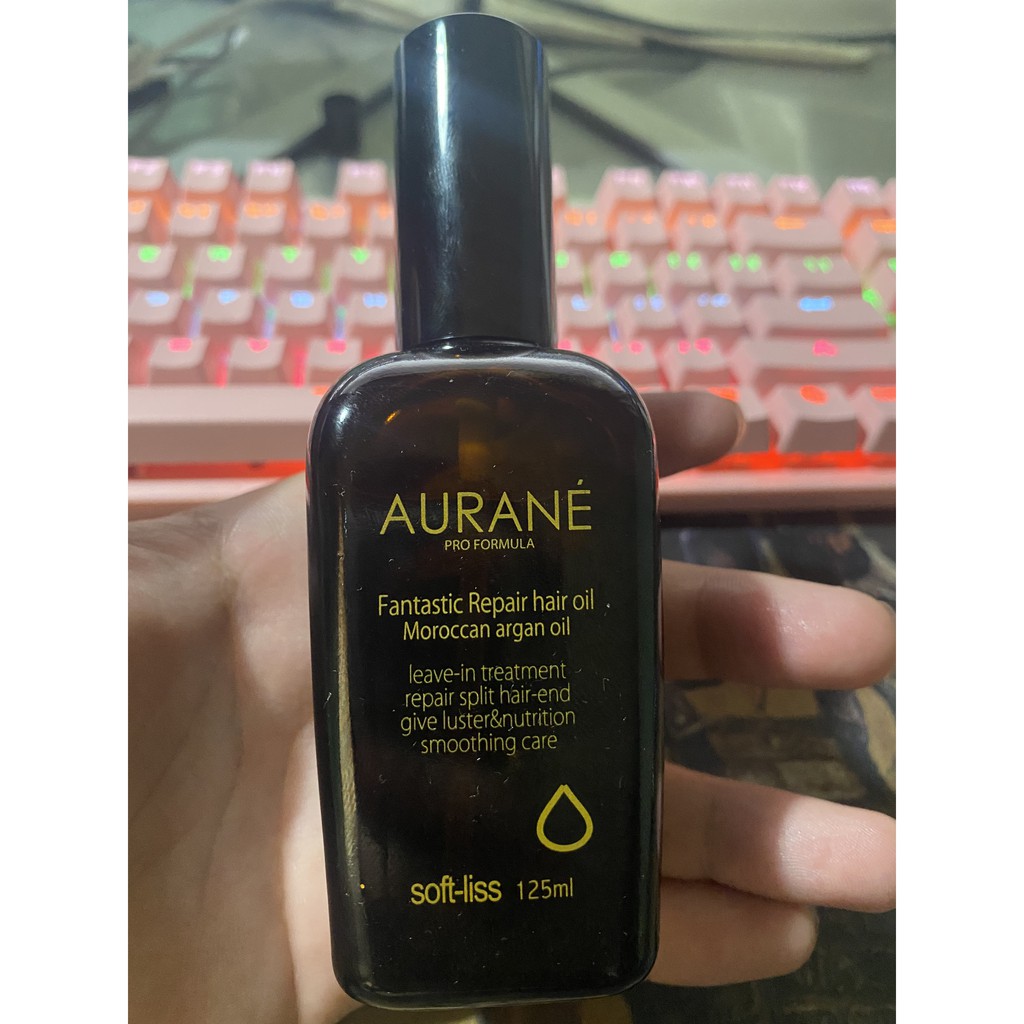 AURANÉ
PRO FORMULA
Fantastic Repair hair oil
Moroccan argan oil
leave-in treatment
repair split hair-end
give luster&nutrition
smoothing care
soft-liss 125ml